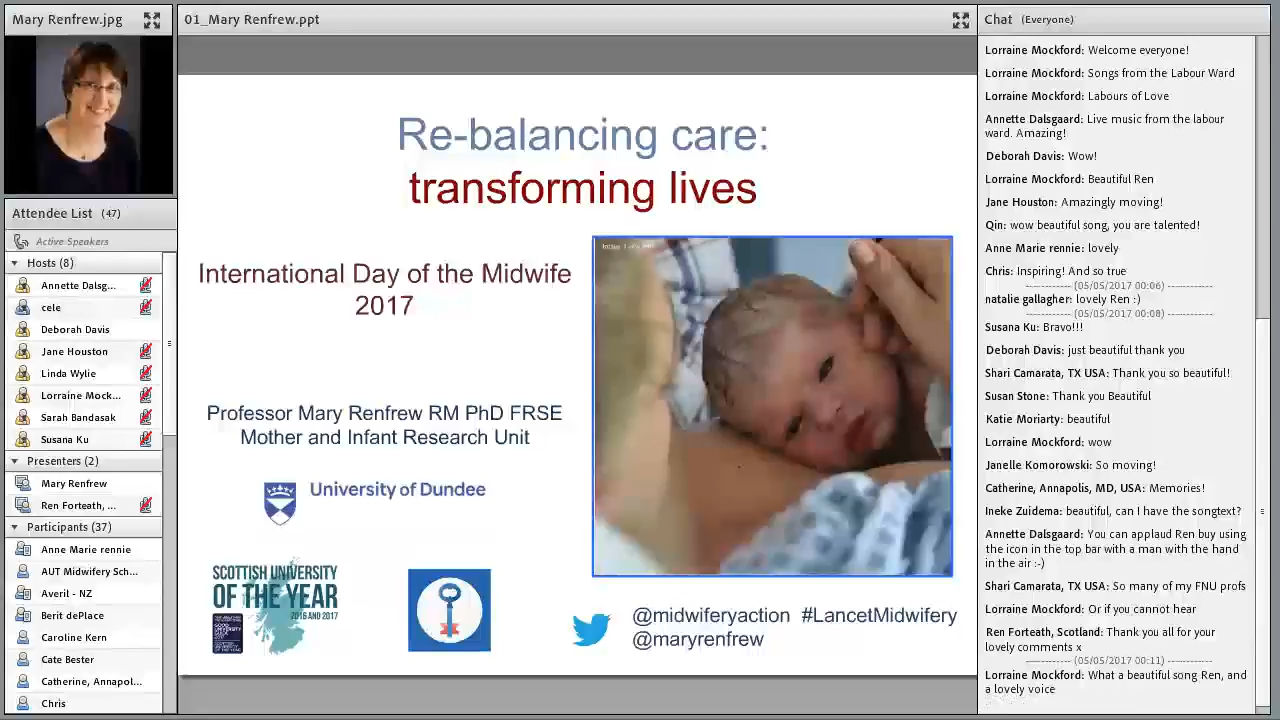 Mary Renfrew.jpg
Attendee List (47)
Active Speakers
Hosts (8)
Annette Dalsg...
cele
Deborah Davis
Jane Houston
Linda Wylie
Lorraine Mock...
Sarah Bandasak
Susana Ku
Presenters (2)
Mary Renfrew
Ren Forteath, ...
Participants (37)
Anne Marie rennie
AUT Midwifery Sch...
Averil - NZ
Berit dePlace
Caroline Kern
Cate Bester
Catherine, Annapol...
Chris
01_Mary Renfrew.ppt
Re-balancing care:
transforming lives
International Day of the Midwife
2017
Professor Mary Renfrew RM PhD FRSE
Mother and Infant Research Unit
University of Dundee
SCOTTISH UNIVERSITY
OF THE YEAR
2016 AND 2017
@midwiferyaction #LancetMidwifery
@maryrenfrew
Chat (Everyone)
Lorraine Mockford: Welcome everyone!
Lorraine Mockford: Songs from the Labour Ward
Lorraine Mockford: Labours of Love
Annette Dalsgaard: Live music from the labour
ward. Amazing!
Deborah Davis: Wow!
Lorraine Mockford: Beautiful Ren
Jane Houston: Amazingly moving!
Qin: wow beautiful song, you are talented!
Anne Marie rennie: lovely
Chris: Inspiring! And so true
------------ (05/05/2017 00:06) ------------
natalie gallagher: lovely Ren :)
------------ (05/05/2017 00:08) ------------
Susana Ku: Bravo!!!
Deborah Davis: just beautiful thank you
Shari Camarata, TX USA: Thank you so beautiful!
Susan Stone: Thank you Beautiful
Katie Moriarty: beautiful
Lorraine Mockford: wow
Janelle Komorowski: So moving!
Catherine, Annapolis, MD, USA: Memories!
Ineke Zuidema: beautiful, can I have the songtext?
Annette Dalsgaard: You can applaud Ren buy using
the icon in the top bar with a man with the hand
in the air :-)
Shari Camarata, TX USA: So many of my FNU profs
Lorraine Mockford: Or if you cannot hear
Ren Forteath, Scotland: Thank you all for your
lovely comments x
------------ (05/05/2017 00:11) ------------
Lorraine Mockford: What a beautiful song Ren, and
a lovely voice